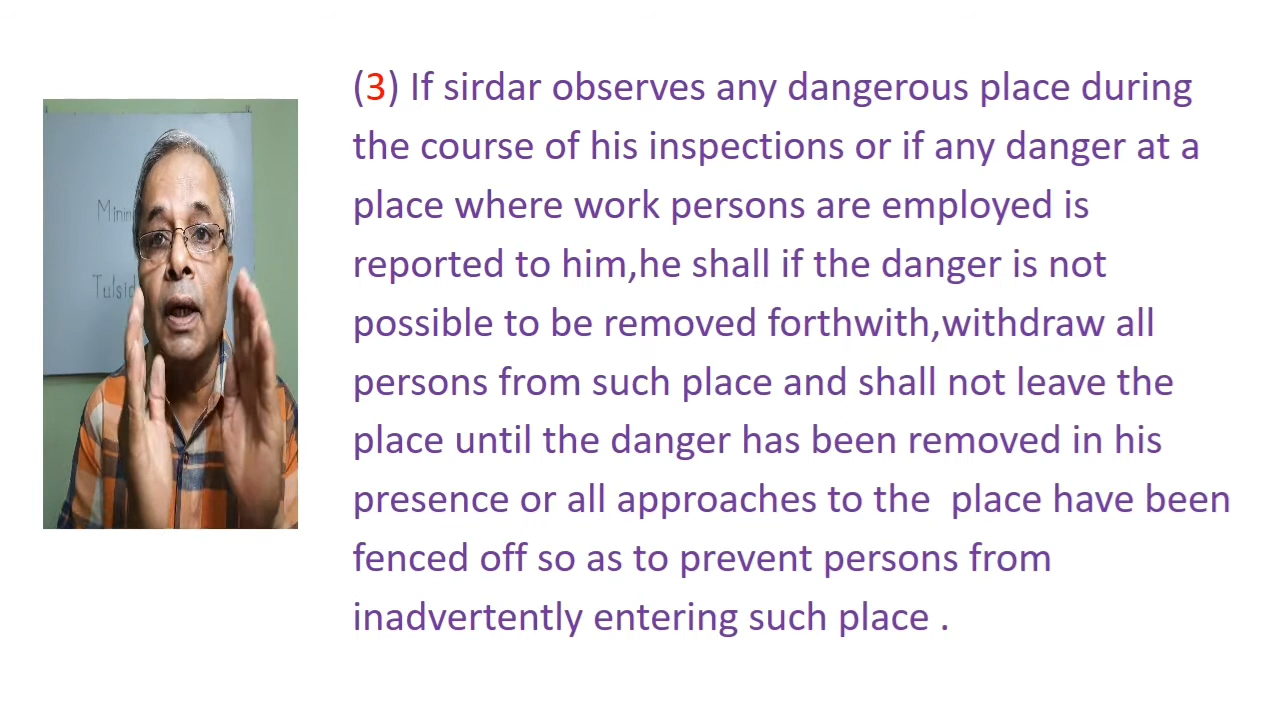 Minin
Tulsid
(3) If sirdar observes any dangerous place during
the course of his inspections or if any danger at a
place where work persons are employed is
reported to him,he shall if the danger is not
possible to be removed forthwith,withdraw all
persons from such place and shall not leave the
place until the danger has been removed in his
presence or all approaches to the  place have been
fenced off so as to prevent persons from
inadvertently entering such place .